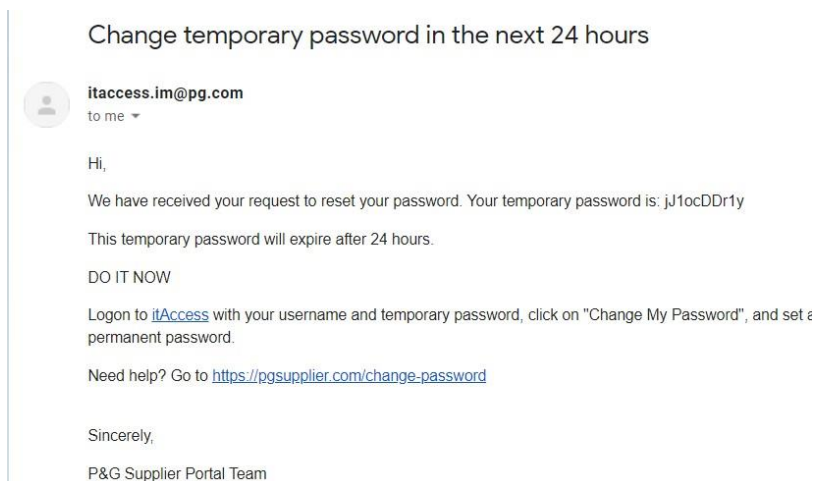 Change temporary password in the next 24 hours
itaccess.im@pg.com
to me
Hi,
We have received your request to reset your password. Your temporary password is: jJ1ocDDr1y
This temporary password will expire after 24 hours.
DO IT NOW
Logon to itAccess with your username and temporary password, click on "Change My Password", and set a
permanent password.
Need help? Go to https://pgsupplier.com/change-password
Sincerely,
P&G Supplier Portal Team